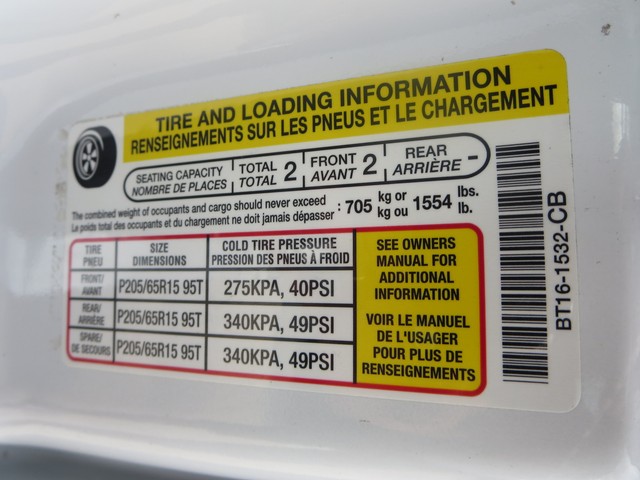 TIRE AND LOADING INFORMATION
RENSEIGNEMENTS SUR LES PNEUS ET LE CHARGEMENT
SEATING CAPACITY TOTAL 2 FRONT 2 REAR -
NOMBRE DE PLACES TOTAL AVANT ARRIÈRE
The combined weight of occupants and cargo should never exceed : 705 kg or 1554 lbs.
Le poids total des occupants et du chargement ne doit jamais dépasser kg ou lb.
TIRE SIZE COLD TIRE PRESSURE
PNEU DIMENSIONS PRESSION DES PNEUS À FROID
FRONT/
AVANT P205/65R15 95T 275KPA, 40PSI
REAR/
ARRIÈRE P205/65R15 95T 340KPA, 49PSI
SPARE/
DE SECOURS P205/65R15 95T 340KPA, 49PSI
SEE OWNERS
MANUAL FOR
ADDITIONAL
INFORMATION
VOIR LE MANUEL
DE L'USAGER
POUR PLUS DE
RENSEIGNEMENTS
BT16-1532-CB